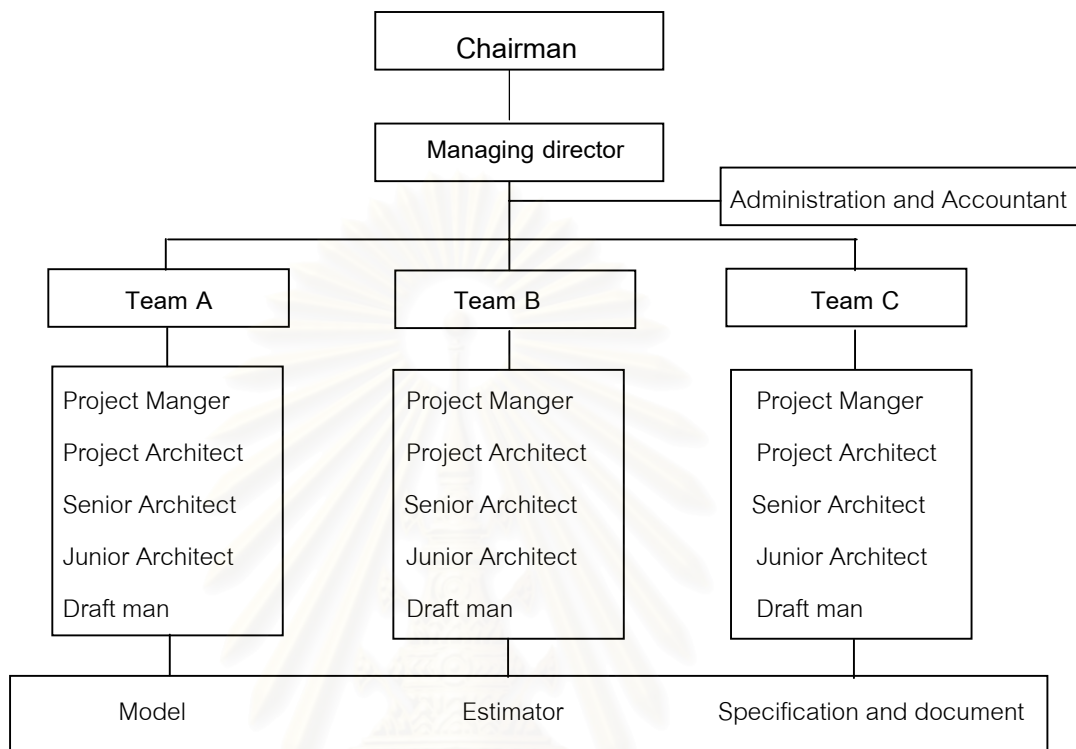 Chairman
Managing director
Administration and Accountant
Team A
Team B
Team C
Project Manger
Project Architect
Senior Architect
Junior Architect
Draft man
Project Manger
Project Architect
Senior Architect
Junior Architect
Draft man
Project Manger
Project Architect
Senior Architect
Junior Architect
Draft man
Model
Estimator
Specification and document